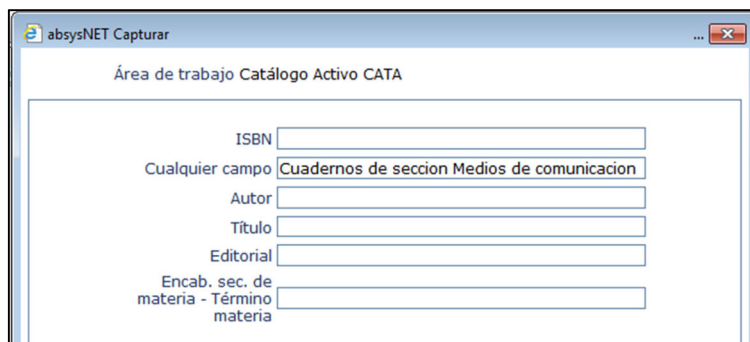 absysNET Capturar ...
Área de trabajo Catálogo Activo CATA
ISBN
Cualquier campo Cuadernos de seccion Medios de comunicacion
Autor
Título
Editorial
Encab. sec. de
materia - Término
materia